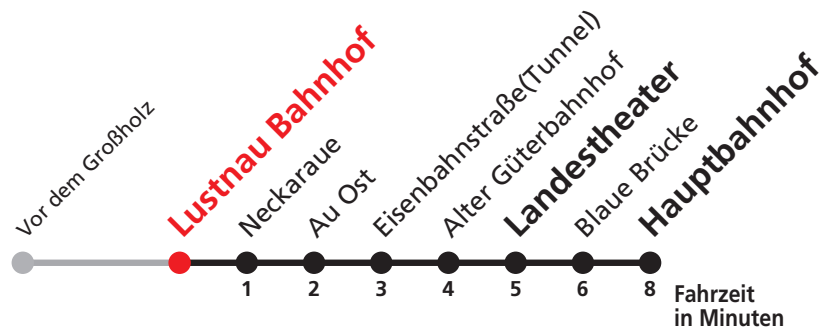 Vor dem Großholz
Lustnau Bahnhof
Neckaraue
Au Ost
Eisenbahnstraße(Tunnel)
Alter Güterbahnhof
Landestheater
Blaue Brücke
Hauptbahnhof
1 2 3 4 5 6 8
Fahrzeit
in Minuten